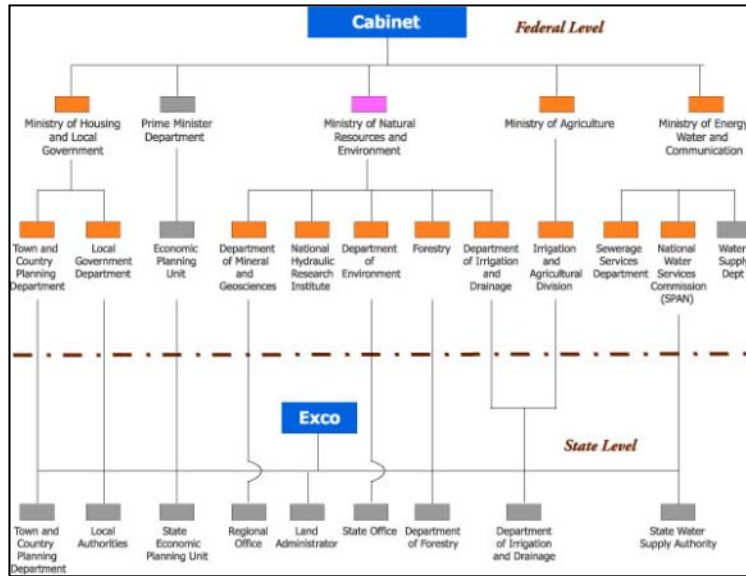 Cabinet
Federal Level
Ministry of Housing
and Local
Government
Prime Minister
Department
Ministry of Natural
Resources and
Environment
Ministry of Agriculture
Ministry of Energy
Water and
Communication
Town and
Country
Planning
Department
Local
Government
Department
Economic
Planning
Unit
Department
of Mineral
and
Geosciences
National
Hydraulic
Research
Institute
Department
of
Environment
Forestry
Department
of Irrigation
and
Drainage
Irrigation
and
Agricultural
Division
Sewerage
Services
Department
National
Water
Services
Commission
(SPAN)
Water
Supply
Dept
Exco
State Level
Town and
Country
Planning
Department
Local
Authorities
State
Economic
Planning Unit
Regional
Office
Land
Administrator
State Office
Department
of Forestry
Department
of Irrigation
and Drainage
State Water
Supply Authority